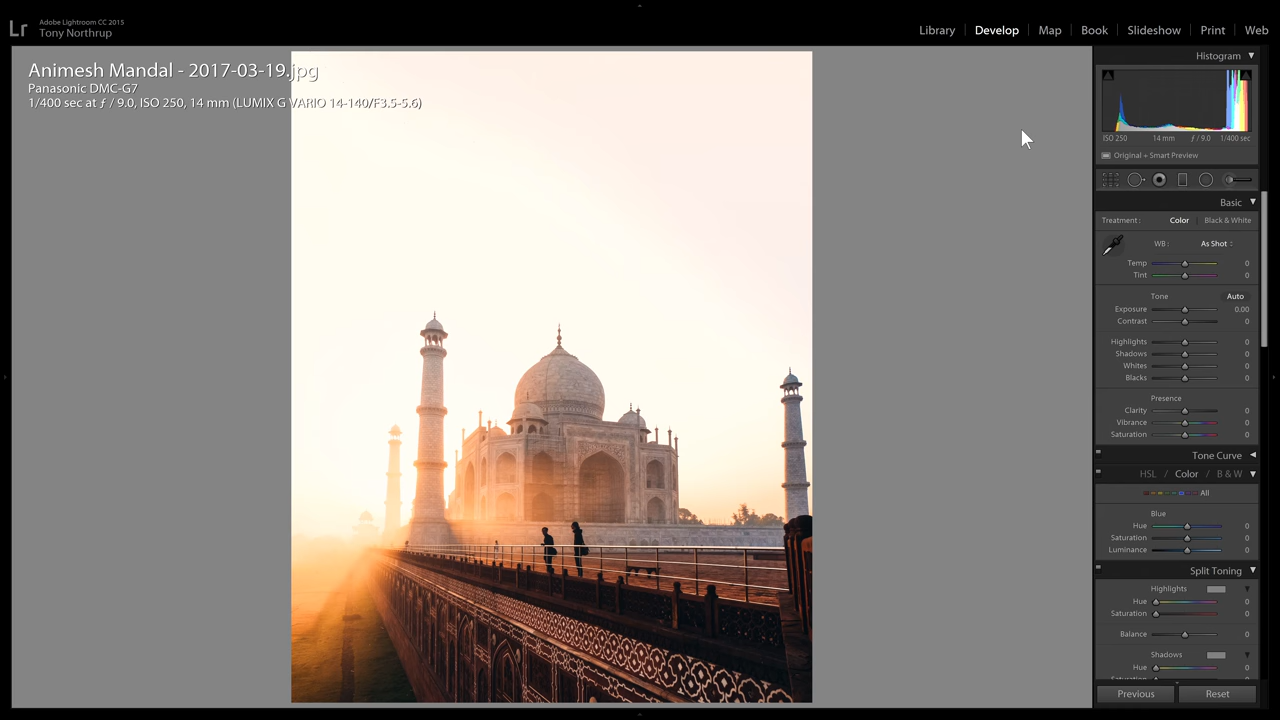 Lr
Adobe Lightroom CC 2015
Tony Northrup
Library | Develop | Map | Book | Slideshow | Print | Web
Animesh Mandal - 2017-03-19.jpg
Panasonic DMC-G7
1/400 sec at ƒ / 9.0, ISO 250, 14 mm (LUMIX G VARIO 14-140/F3.5-5.6)
Histogram
ISO 250 14 mm ƒ / 9.0 1/400 sec
Original + Smart Preview
Basic
Treatment : Color | Black & White
WB : As Shot
Temp 0
Tint 0
Tone Auto
Exposure 0.00
Contrast 0
Highlights 0
Shadows 0
Whites 0
Blacks 0
Presence
Clarity 0
Vibrance 0
Saturation 0
Tone Curve
HSL / Color / B & W
All
Blue
Hue 0
Saturation 0
Luminance 0
Split Toning
Highlights
Hue 0
Saturation 0
Balance 0
Shadows
Hue 0
Previous Reset